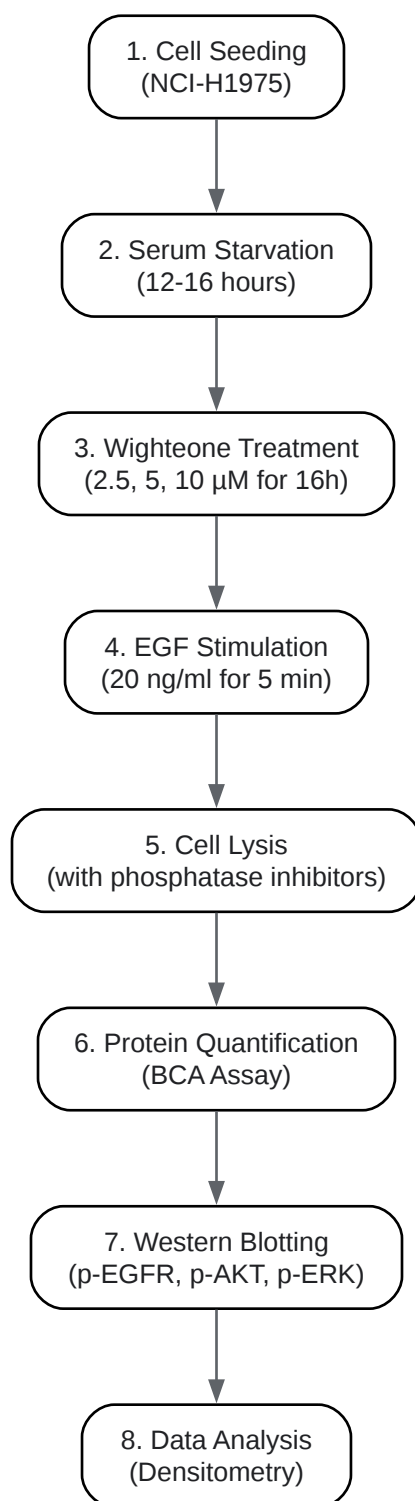 1. Cell Seeding
(NCI-H1975)
2. Serum Starvation
(12-16 hours)
3. Wighteone Treatment
(2.5, 5, 10 µM for 16h)
4. EGF Stimulation
(20 ng/ml for 5 min)
5. Cell Lysis
(with phosphatase inhibitors)
6. Protein Quantification
(BCA Assay)
7. Western Blotting
(p-EGFR, p-AKT, p-ERK)
8. Data Analysis
(Densitometry)